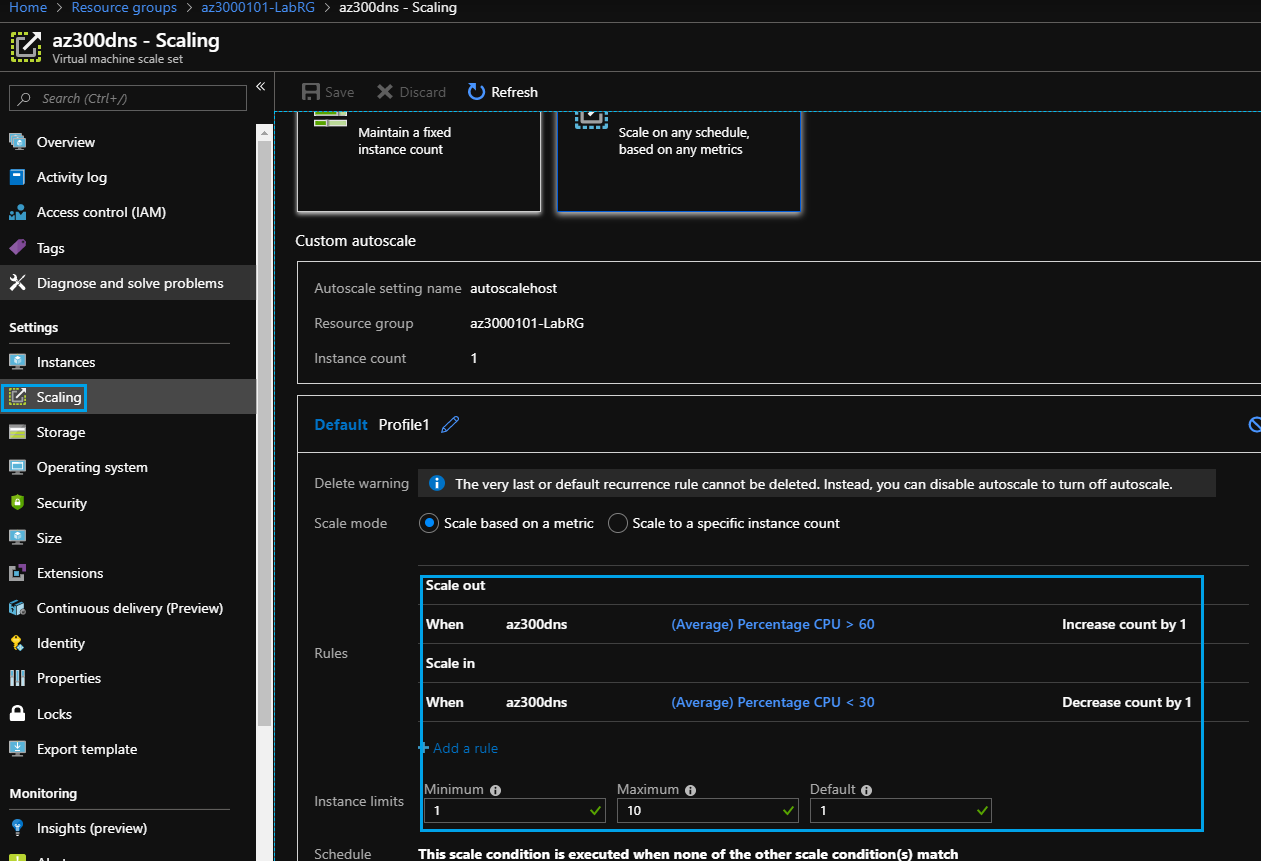 Home > Resource groups > az3000101-LabRG > az300dns - Scaling
az300dns - Scaling
Virtual machine scale set
Search (Ctrl+/)
«
Overview
Activity log
Access control (IAM)
Tags
Diagnose and solve problems
Settings
Instances
Scaling
Storage
Operating system
Security
Size
Extensions
Continuous delivery (Preview)
Identity
Properties
Locks
Export template
Monitoring
Insights (preview)
Save Discard Refresh
Maintain a fixed
instance count
Scale on any schedule,
based on any metrics
Custom autoscale
Autoscale setting name autoscalehost
Resource group az3000101-LabRG
Instance count 1
Default Profile1
Delete warning The very last or default recurrence rule cannot be deleted. Instead, you can disable autoscale to turn off autoscale.
Scale mode Scale based on a metric Scale to a specific instance count
Rules
Scale out
When az300dns (Average) Percentage CPU > 60 Increase count by 1
Scale in
When az300dns (Average) Percentage CPU < 30 Decrease count by 1
+ Add a rule
Instance limits
Minimum Maximum Default
1 10 1
Schedule This scale condition is executed when none of the other scale condition(s) match